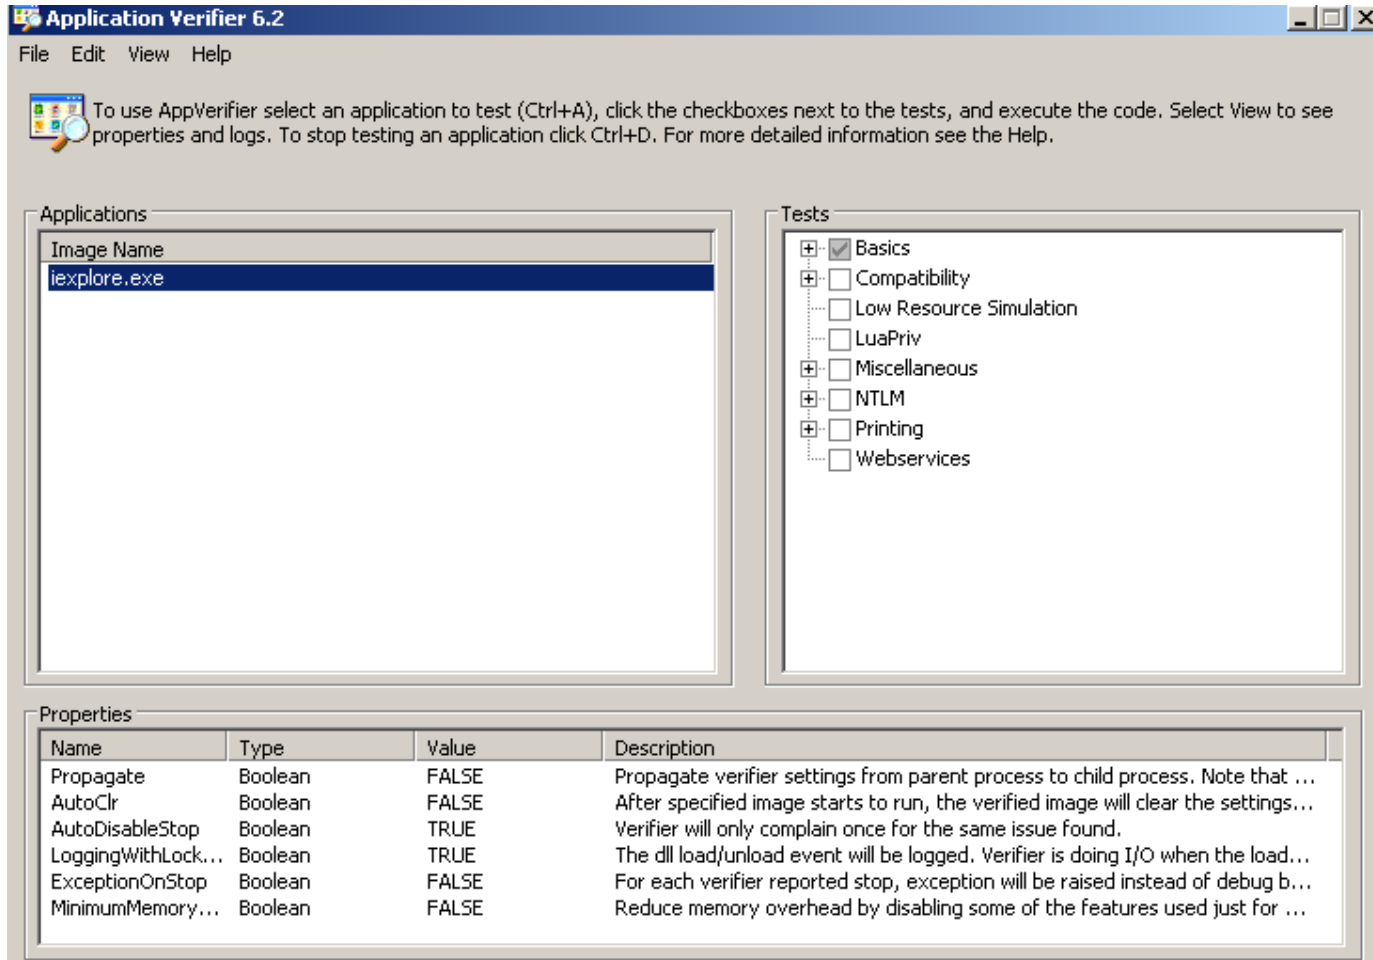 Application Verifier 6.2
File Edit View Help
To use AppVerifier select an application to test (Ctrl+A), click the checkboxes next to the tests, and execute the code. Select View to see
properties and logs. To stop testing an application click Ctrl+D. For more detailed information see the Help.
Applications
Image Name
iexplore.exe
Tests
Basics
Compatibility
Low Resource Simulation
LuaPriv
Miscellaneous
NTLM
Printing
Webservices
Properties
Name Type Value Description
Propagate Boolean FALSE Propagate verifier settings from parent process to child process. Note that ...
AutoClr Boolean FALSE After specified image starts to run, the verified image will clear the settings...
AutoDisableStop Boolean TRUE Verifier will only complain once for the same issue found.
LoggingWithLock... Boolean TRUE The dll load/unload event will be logged. Verifier is doing I/O when the load...
ExceptionOnStop Boolean FALSE For each verifier reported stop, exception will be raised instead of debug b...
MinimumMemory... Boolean FALSE Reduce memory overhead by disabling some of the features used just for ...